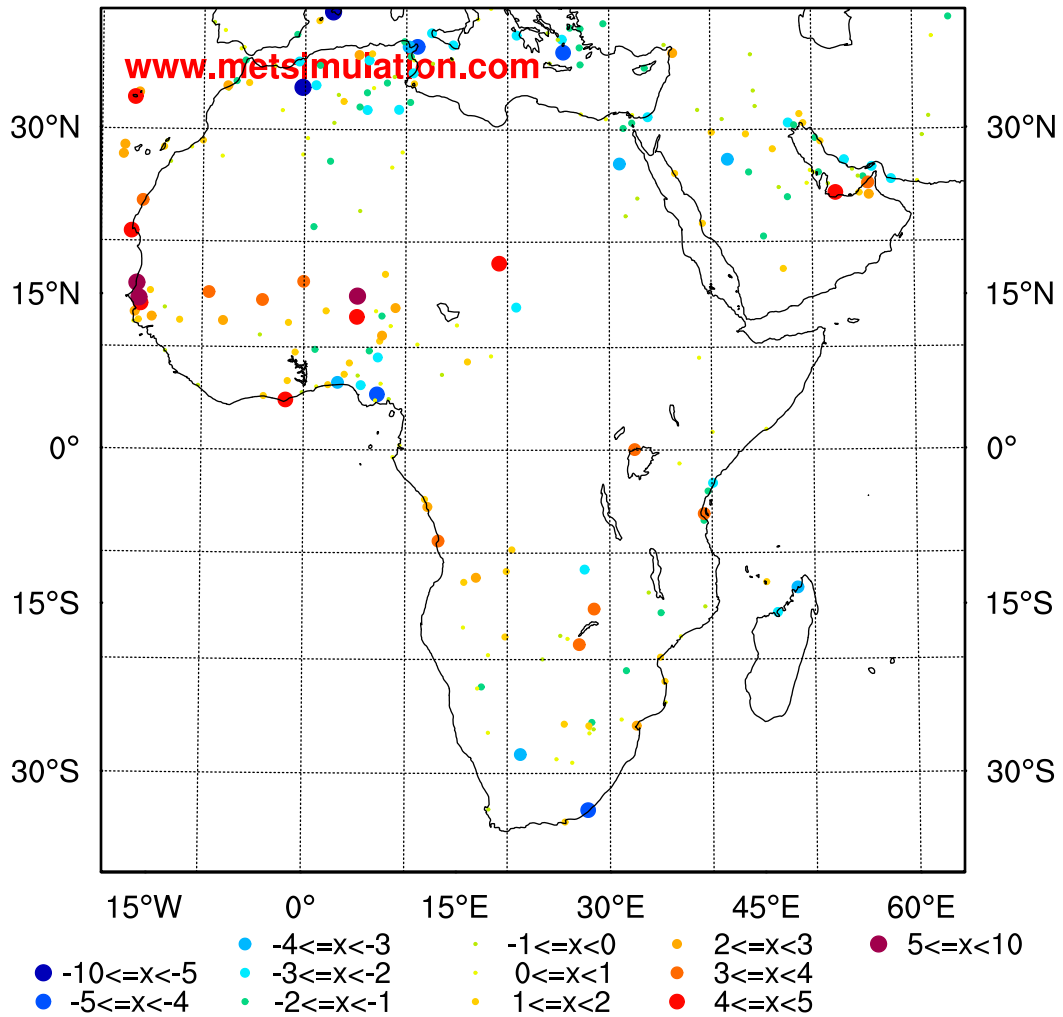 www.metsimulation.com
30°N 30°N
15°N 15°N
0° 0°
15°S 15°S
30°S 30°S
15°W 0° 15°E 30°E 45°E 60°E
-4<=x<-3 -1<=x<0 2<=x<3 5<=x<10
-10<=x<-5 -3<=x<-2 0<=x<1 3<=x<4
-5<=x<-4 -2<=x<-1 1<=x<2 4<=x<5